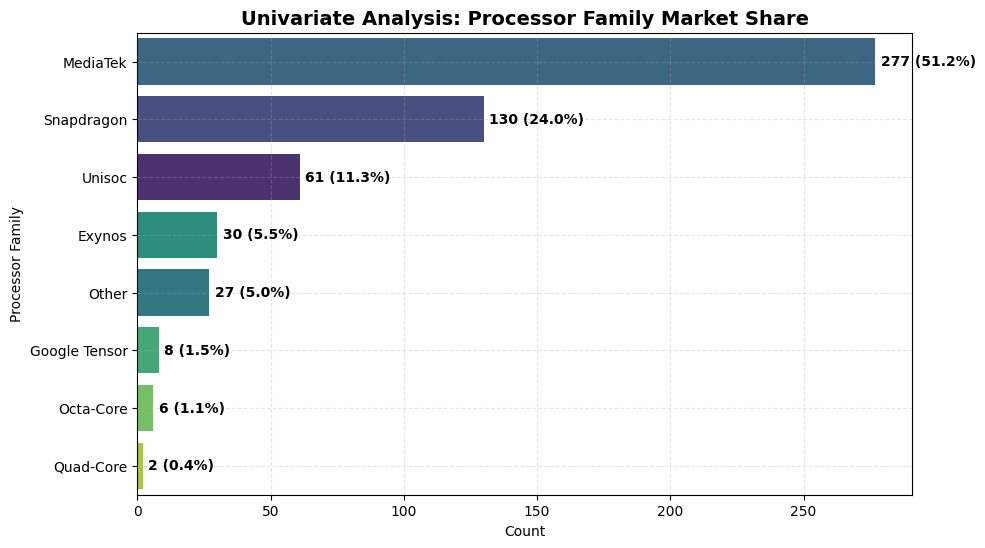 Univariate Analysis: Processor Family Market Share
Processor Family
MediaTek 277 (51.2%)
Snapdragon 130 (24.0%)
Unisoc 61 (11.3%)
Exynos 30 (5.5%)
Other 27 (5.0%)
Google Tensor 8 (1.5%)
Octa-Core 6 (1.1%)
Quad-Core 2 (0.4%)
0 50 100 150 200 250
Count